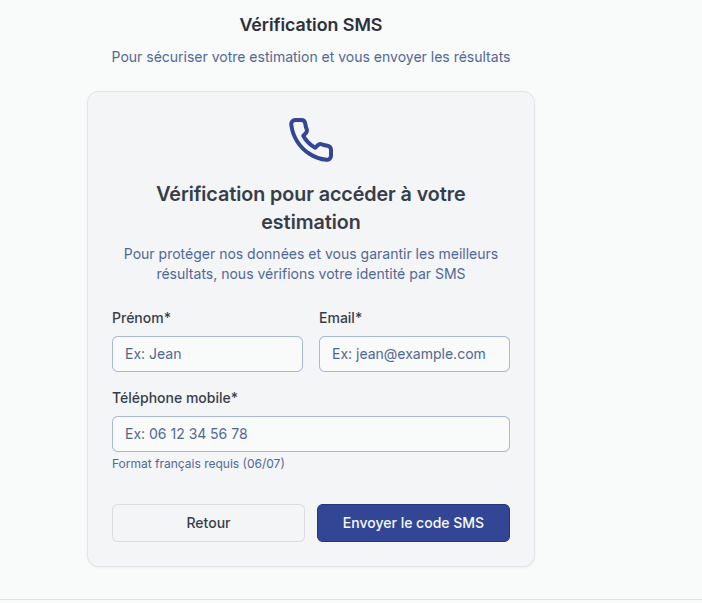 Vérification SMS
Pour sécuriser votre estimation et vous envoyer les résultats
Vérification pour accéder à votre
estimation
Pour protéger nos données et vous garantir les meilleurs
résultats, nous vérifions votre identité par SMS
Prénom*
Email*
Ex: Jean
Ex: jean@example.com
Téléphone mobile*
Ex: 06 12 34 56 78
Format français requis (06/07)
Retour
Envoyer le code SMS